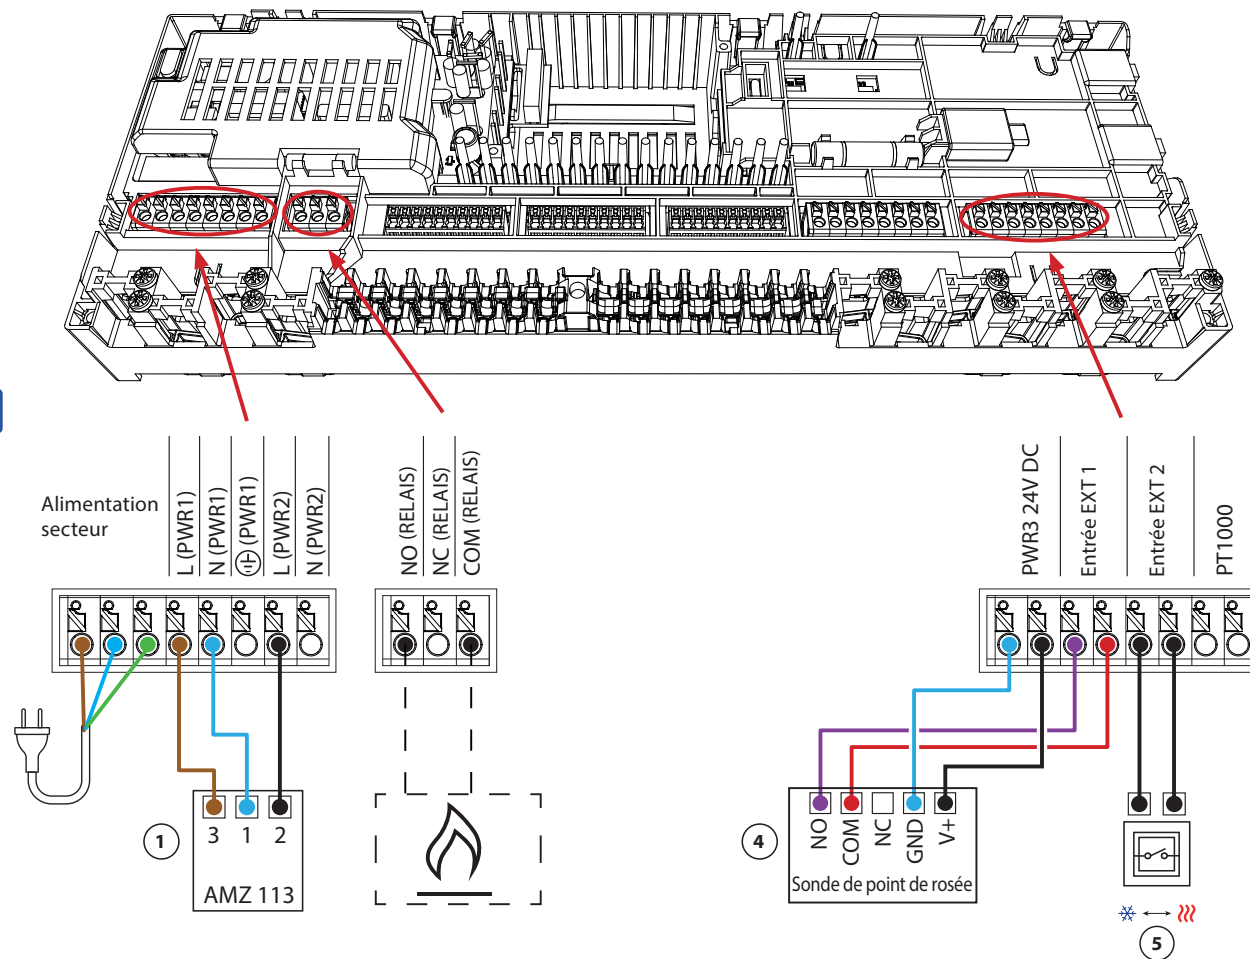 Alimentation
secteur
L (PWR1)
N (PWR1)
(PWR1)
L (PWR2)
N (PWR2)
NO (RELAIS)
NC (RELAIS)
COM (RELAIS)
PWR3 24V DC
Entrée EXT 1
Entrée EXT 2
PT1000
1
3 1 2
AMZ 113
4
NO
COM
NC
GND
V+
Sonde de point de rosée
5